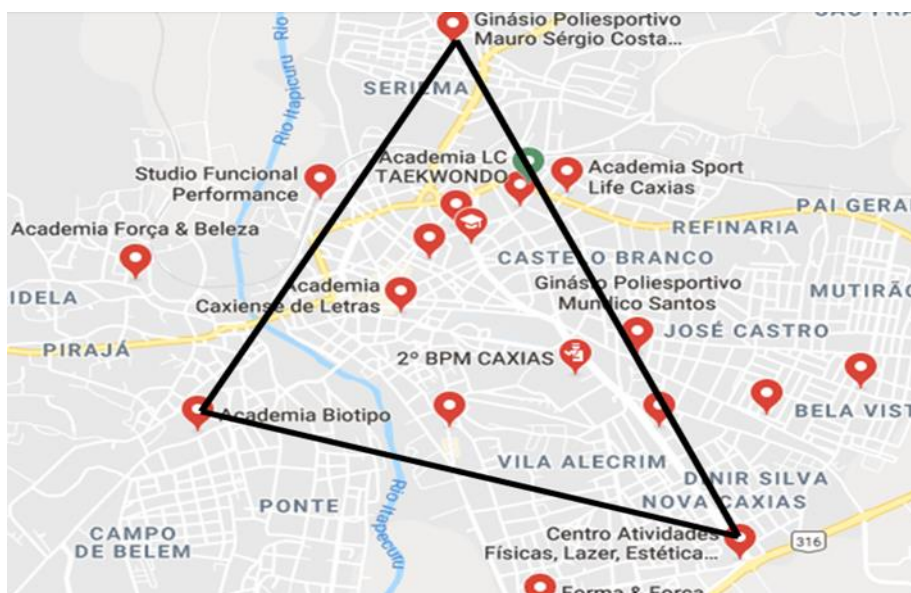 Ginásio Poliesportivo
Mauro Sérgio Costa...
Rio Itapicuru
SERIEMA
Academia LC
TAEKWONDO
Studio Funcional
Performance
Academia Sport
Life Caxias
PAI GERAL
REFINARIA
Academia Força & Beleza
CASTELO BRANCO
IDELA
Academia
Caxiense de Letras
Ginásio Poliesportivo
Mundico Santos
MUTIRÃO
JOSÉ CASTRO
PIRAJÁ
2º BPM CAXIAS
Academia Biotipo
BELA VIST
VILA ALECRIM
DINIR SILVA
NOVA CAXIAS
Rio Itapecuru
PONTE
CAMPO
DE BELEM
Centro Atividades
Físicas, Lazer, Estética...
316
Forma & Força